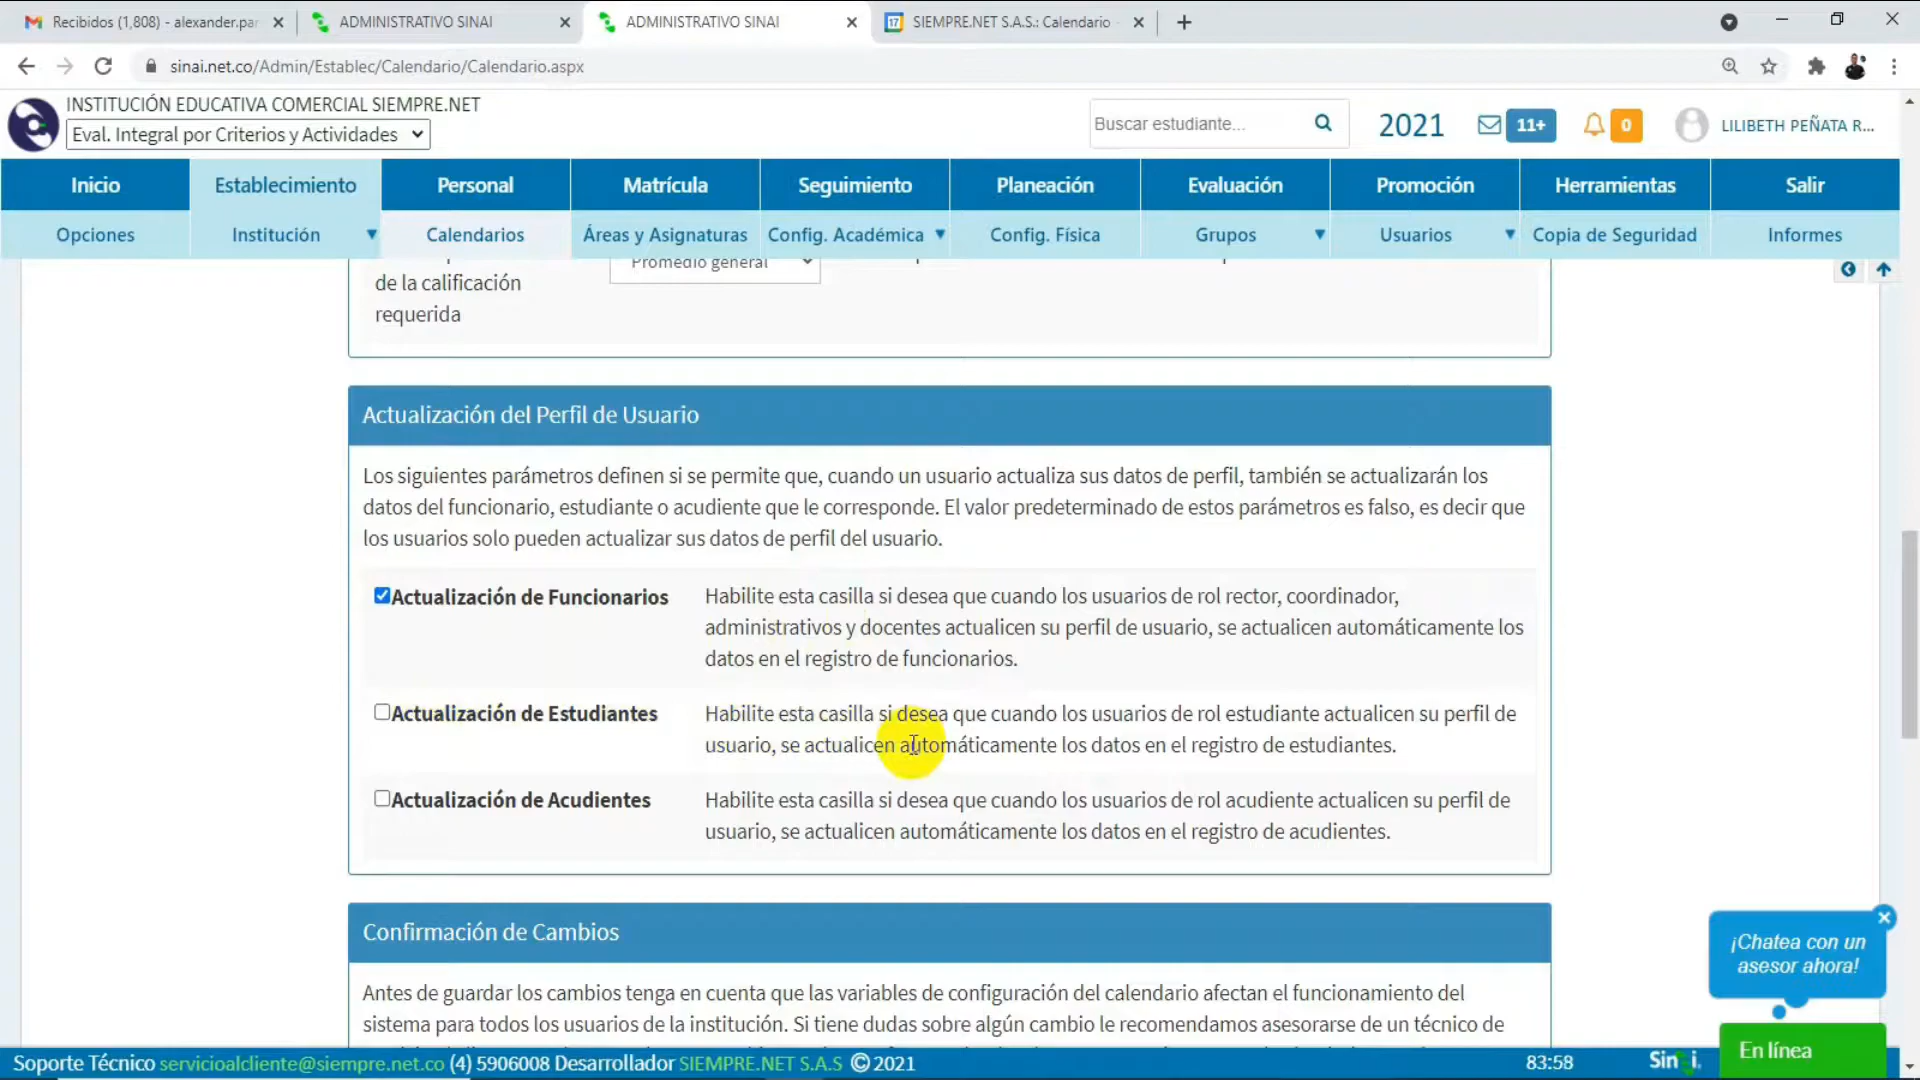 Recibidos (1,808) - alexander.par
ADMINISTRATIVO SINAI
ADMINISTRATIVO SINAI
17 SIEMPRE.NET S.A.S.: Calendario
sinai.net.co/Admin/Establec/Calendario/Calendario.aspx
INSTITUCIÓN EDUCATIVA COMERCIAL SIEMPRE.NET
Eval. Integral por Criterios y Actividades
Buscar estudiante...
2021
11+
0
LILIBETH PEÑATA R...
Inicio Establecimiento Personal Matrícula Seguimiento Planeación Evaluación Promoción Herramientas Salir
Opciones Institución Calendarios Áreas y Asignaturas Config. Académica Config. Física Grupos Usuarios Copia de Seguridad Informes
Promedio general
de la calificación
requerida
Actualización del Perfil de Usuario
Los siguientes parámetros definen si se permite que, cuando un usuario actualiza sus datos de perfil, también se actualizarán los
datos del funcionario, estudiante o acudiente que le corresponde. El valor predeterminado de estos parámetros es falso, es decir que
los usuarios solo pueden actualizar sus datos de perfil del usuario.
Actualización de Funcionarios
Habilite esta casilla si desea que cuando los usuarios de rol rector, coordinador,
administrativos y docentes actualicen su perfil de usuario, se actualicen automáticamente los
datos en el registro de funcionarios.
Actualización de Estudiantes
Habilite esta casilla si desea que cuando los usuarios de rol estudiante actualicen su perfil de
usuario, se actualicen automáticamente los datos en el registro de estudiantes.
Actualización de Acudientes
Habilite esta casilla si desea que cuando los usuarios de rol acudiente actualicen su perfil de
usuario, se actualicen automáticamente los datos en el registro de acudientes.
Confirmación de Cambios
Antes de guardar los cambios tenga en cuenta que las variables de configuración del calendario afectan el funcionamiento del
sistema para todos los usuarios de la institución. Si tiene dudas sobre algún cambio le recomendamos asesorarse de un técnico de
¡Chatea con un
asesor ahora!
En línea
Soporte Técnico servicioalcliente@siempre.net.co (4) 5906008 Desarrollador SIEMPRE.NET S.A.S © 2021
83:58
Sinai.